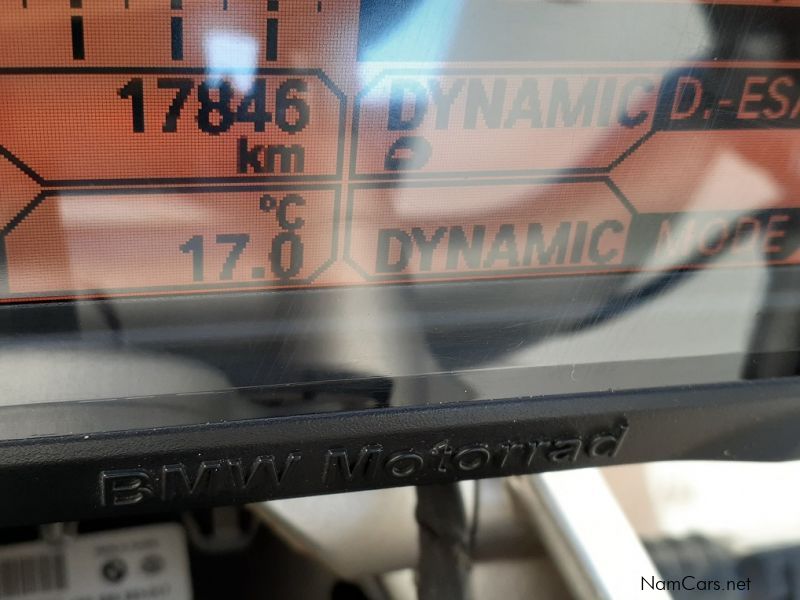 17846 DYNAMIC D.-ESA
km
°C
17.0 DYNAMIC MODE
BMW Motorrad
NamCars.net